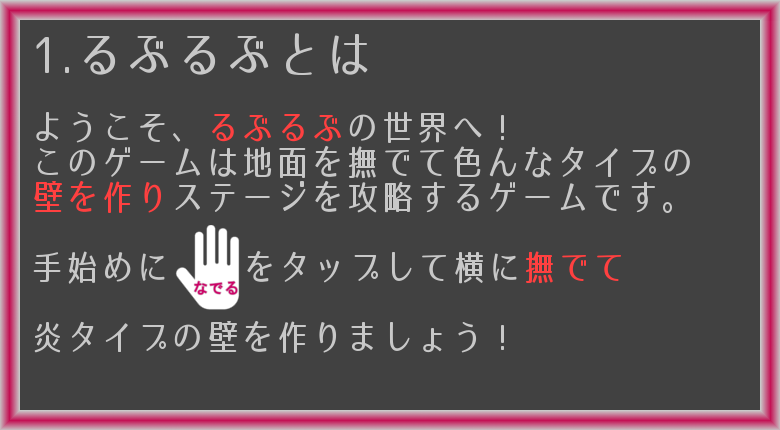 1.るぶるぶとは
ようこそ、るぶるぶの世界へ！
このゲームは地面を撫でて色んなタイプの
壁を作りステージを攻略するゲームです。
手始めになでるをタップして横に撫でて
炎タイプの壁を作りましょう！